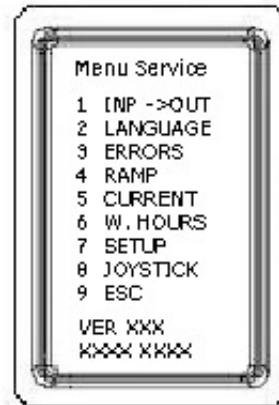 Menu Service
1 INP ->OUT
2 LANGUAGE
3 ERRORS
4 RAMP
5 CURRENT
6 W.HOURS
7 SETUP
8 JOYSTICK
9 ESC
VER XXX
XXXX XXXX